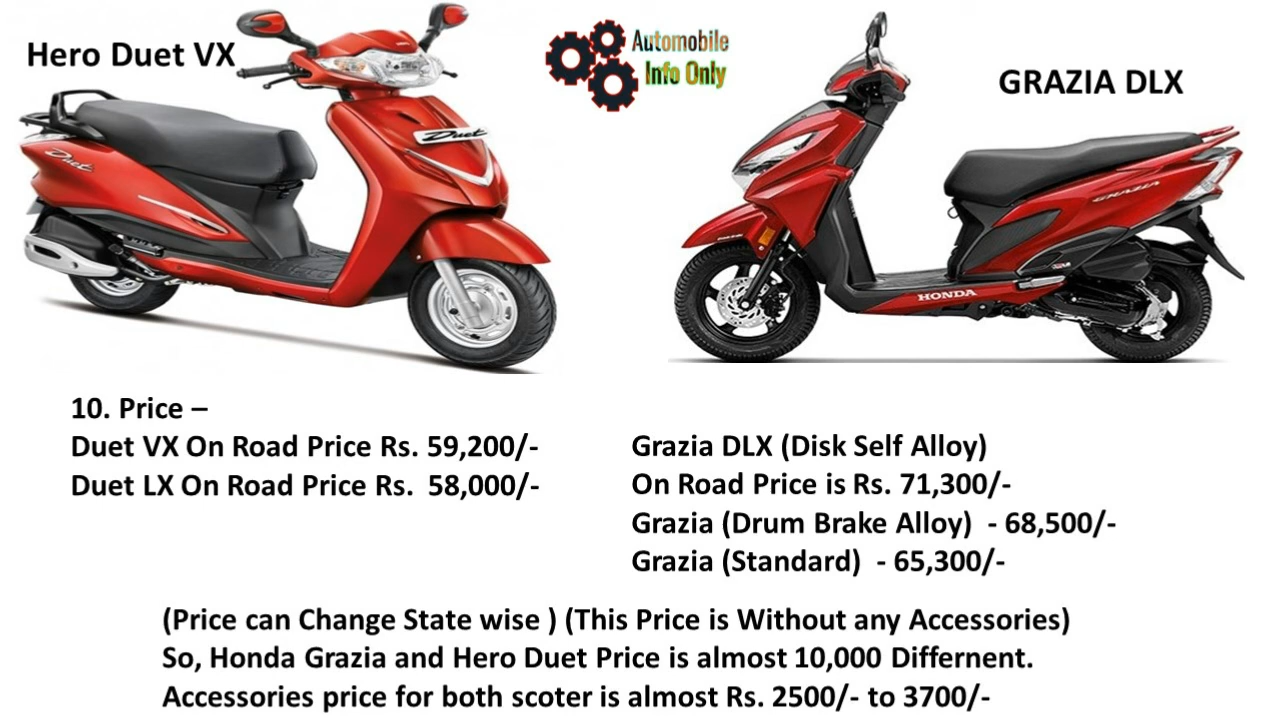 Hero Duet VX
Automobile
Info Only
GRAZIA DLX
Duet
Duet
GRAZIA
HONDA
10. Price –
Duet VX On Road Price Rs. 59,200/-
Duet LX On Road Price Rs.  58,000/-
Grazia DLX (Disk Self Alloy)
On Road Price is Rs. 71,300/-
Grazia (Drum Brake Alloy)  - 68,500/-
Grazia (Standard)  - 65,300/-
(Price can Change State wise ) (This Price is Without any Accessories)
So, Honda Grazia and Hero Duet Price is almost 10,000 Differnent.
Accessories price for both scoter is almost Rs. 2500/- to 3700/-